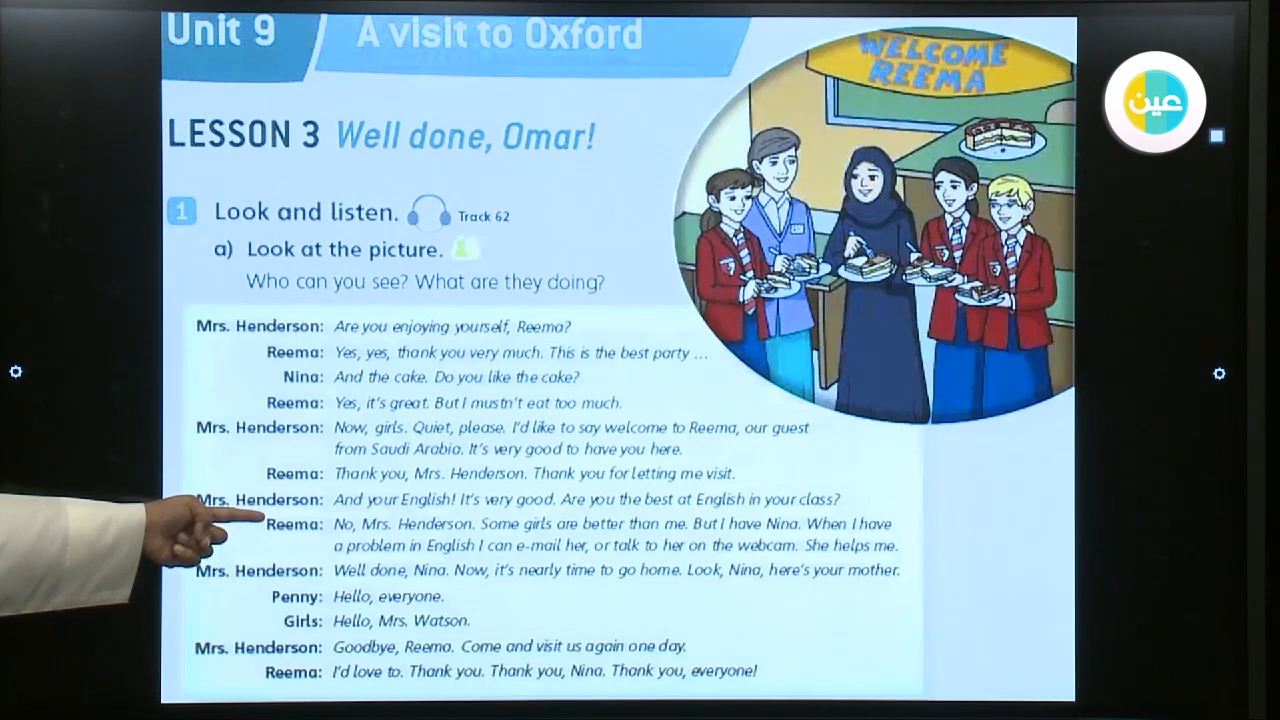 Unit 9
A visit to Oxford
WELCOME
REEMA
عين
LESSON 3 Well done, Omar!
1 Look and listen. Track 62
a) Look at the picture.
Who can you see? What are they doing?
Mrs. Henderson: Are you enjoying yourself, Reema?
Reema: Yes, yes, thank you very much. This is the best party ...
Nina: And the cake. Do you like the cake?
Reema: Yes, it's great. But I mustn't eat too much.
Mrs. Henderson: Now, girls. Quiet, please. I'd like to say welcome to Reema, our guest
from Saudi Arabia. It's very good to have you here.
Reema: Thank you, Mrs. Henderson. Thank you for letting me visit.
Mrs. Henderson: And your English! It's very good. Are you the best at English in your class?
Reema: No, Mrs. Henderson. Some girls are better than me. But I have Nina. When I have
a problem in English I can e-mail her, or talk to her on the webcam. She helps me.
Mrs. Henderson: Well done, Nina. Now, it's nearly time to go home. Look, Nina, here's your mother.
Penny: Hello, everyone.
Girls: Hello, Mrs. Watson.
Mrs. Henderson: Goodbye, Reema. Come and visit us again one day.
Reema: I'd love to. Thank you. Thank you, Nina. Thank you, everyone!